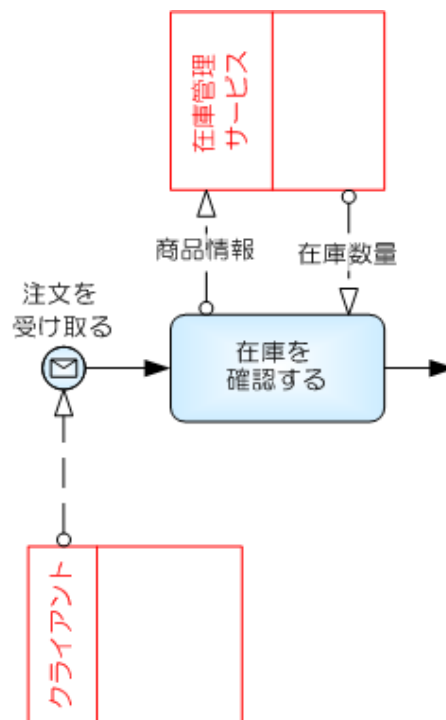 在庫管理
サービス
商品情報
在庫数量
注文を
受け取る
在庫を
確認する
クライアント